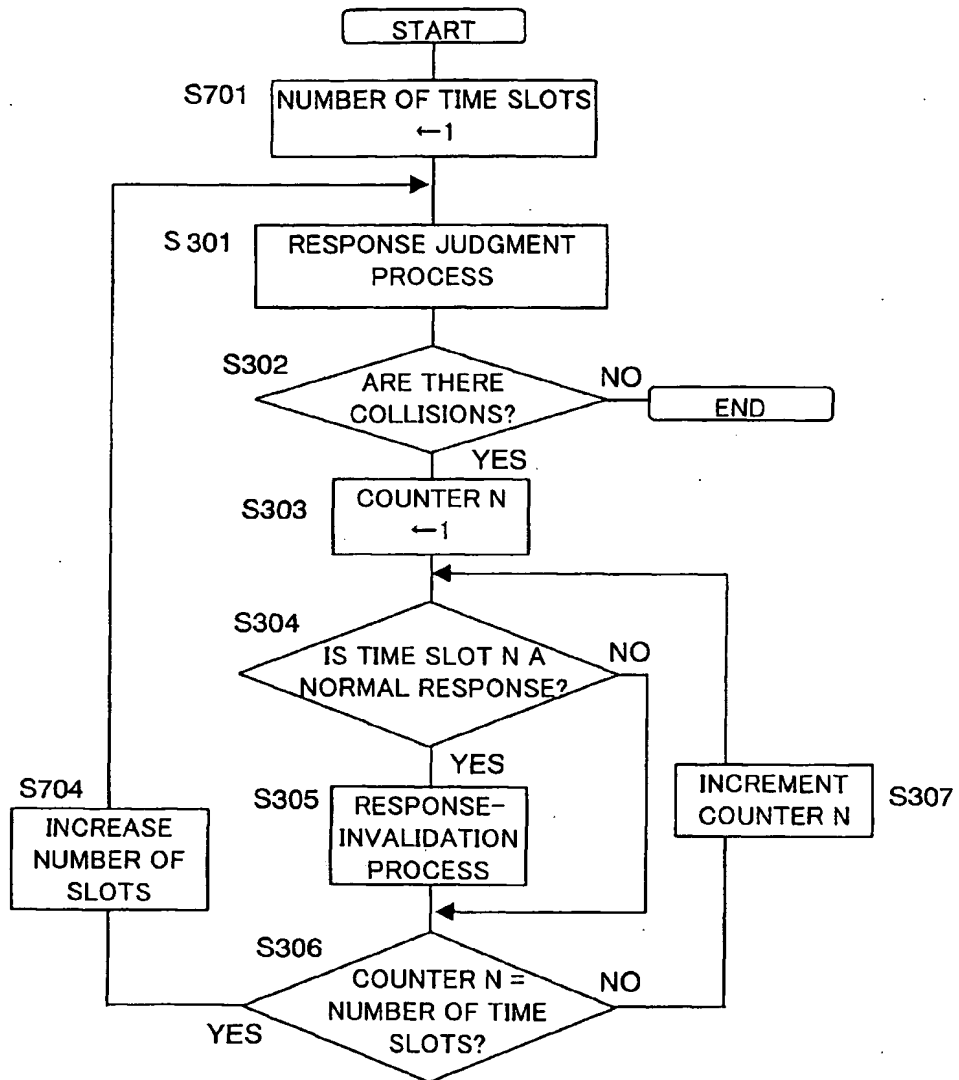 START
S701
NUMBER OF TIME SLOTS
←1
S 301
RESPONSE JUDGMENT
PROCESS
S302
ARE THERE
COLLISIONS?
NO
END
YES
S303
COUNTER N
←1
S304
IS TIME SLOT N A
NORMAL RESPONSE?
NO
YES
S305
RESPONSE-
INVALIDATION
PROCESS
S704
INCREASE
NUMBER OF
SLOTS
INCREMENT
COUNTER N
S307
S306
COUNTER N =
NUMBER OF TIME
SLOTS?
NO
YES